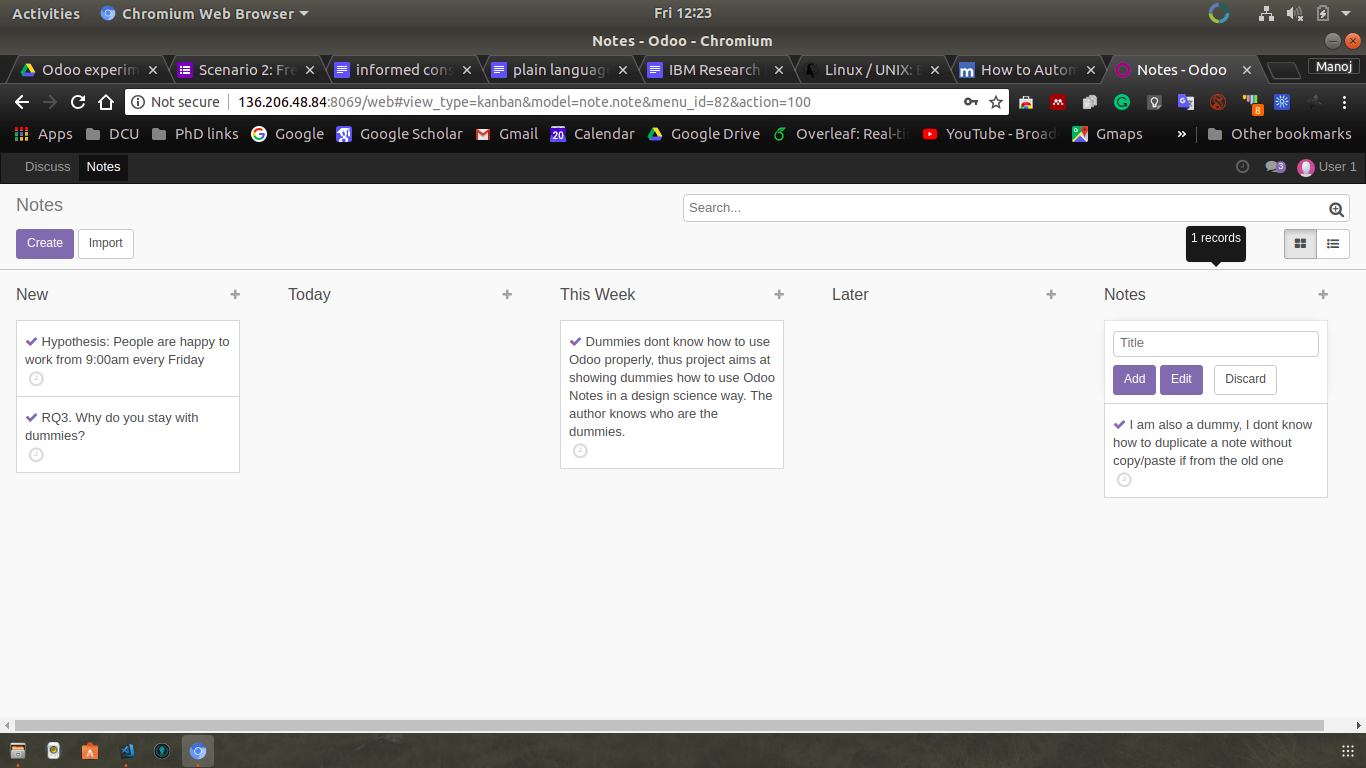 Activities
Chromium Web Browser
Fri 12:23
Notes - Odoo - Chromium
Odoo experim
Scenario 2: Fre
informed cons
plain language
IBM Research
Linux / UNIX: E
How to Autom
Notes - Odoo
Manoj
Not secure
136.206.48.84:8069/web#view_type=kanban&model=note.note&menu_id=82&action=100
8
Apps
DCU
PhD links
Google
Google Scholar
Gmail
20
Calendar
Google Drive
Overleaf: Real-ti
YouTube - Broad
Gmaps
»
Other bookmarks
Discuss
Notes
3
User 1
Notes
Search...
Create
Import
1 records
New
Today
This Week
Later
Notes
Hypothesis: People are happy to
work from 9:00am every Friday
RQ3. Why do you stay with
dummies?
Dummies dont know how to use
Odoo properly, thus project aims at
showing dummies how to use Odoo
Notes in a design science way. The
author knows who are the
dummies.
Title
Add
Edit
Discard
I am also a dummy, I dont know
how to duplicate a note without
copy/paste if from the old one